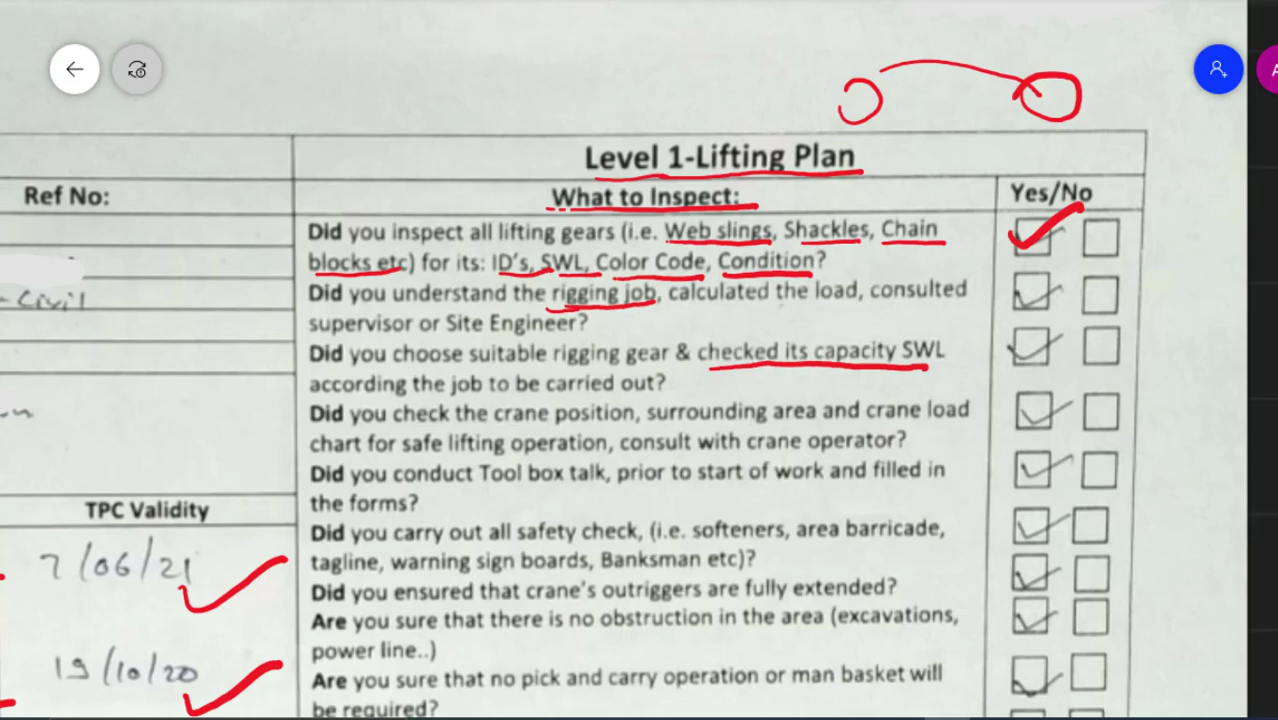 Level 1-Lifting Plan
Ref No:
What to Inspect:
Yes/No
Did you inspect all lifting gears (i.e. Web slings, Shackles, Chain
blocks etc) for its: ID's, SWL, Color Code, Condition?
- Civil
Did you understand the rigging job, calculated the load, consulted
supervisor or Site Engineer?
Did you choose suitable rigging gear & checked its capacity SWL
according the job to be carried out?
Did you check the crane position, surrounding area and crane load
chart for safe lifting operation, consult with crane operator?
Did you conduct Tool box talk, prior to start of work and filled in
the forms?
TPC Validity
Did you carry out all safety check, (i.e. softeners, area barricade,
tagline, warning sign boards, Banksman etc)?
7/06/21
Did you ensured that crane's outriggers are fully extended?
Are you sure that there is no obstruction in the area (excavations,
power line..)
19/10/20
Are you sure that no pick and carry operation or man basket will
be required?